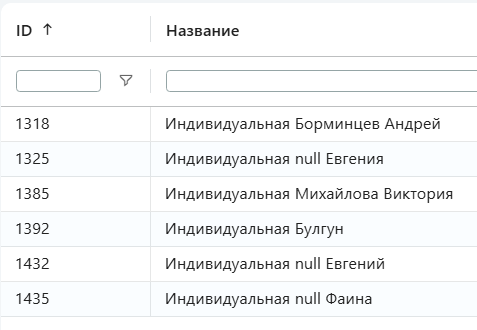 ID ↑ Название
1318 Индивидуальная Борминцев Андрей
1325 Индивидуальная null Евгения
1385 Индивидуальная Михайлова Виктория
1392 Индивидуальная Булгун
1432 Индивидуальная null Евгений
1435 Индивидуальная null Фаина